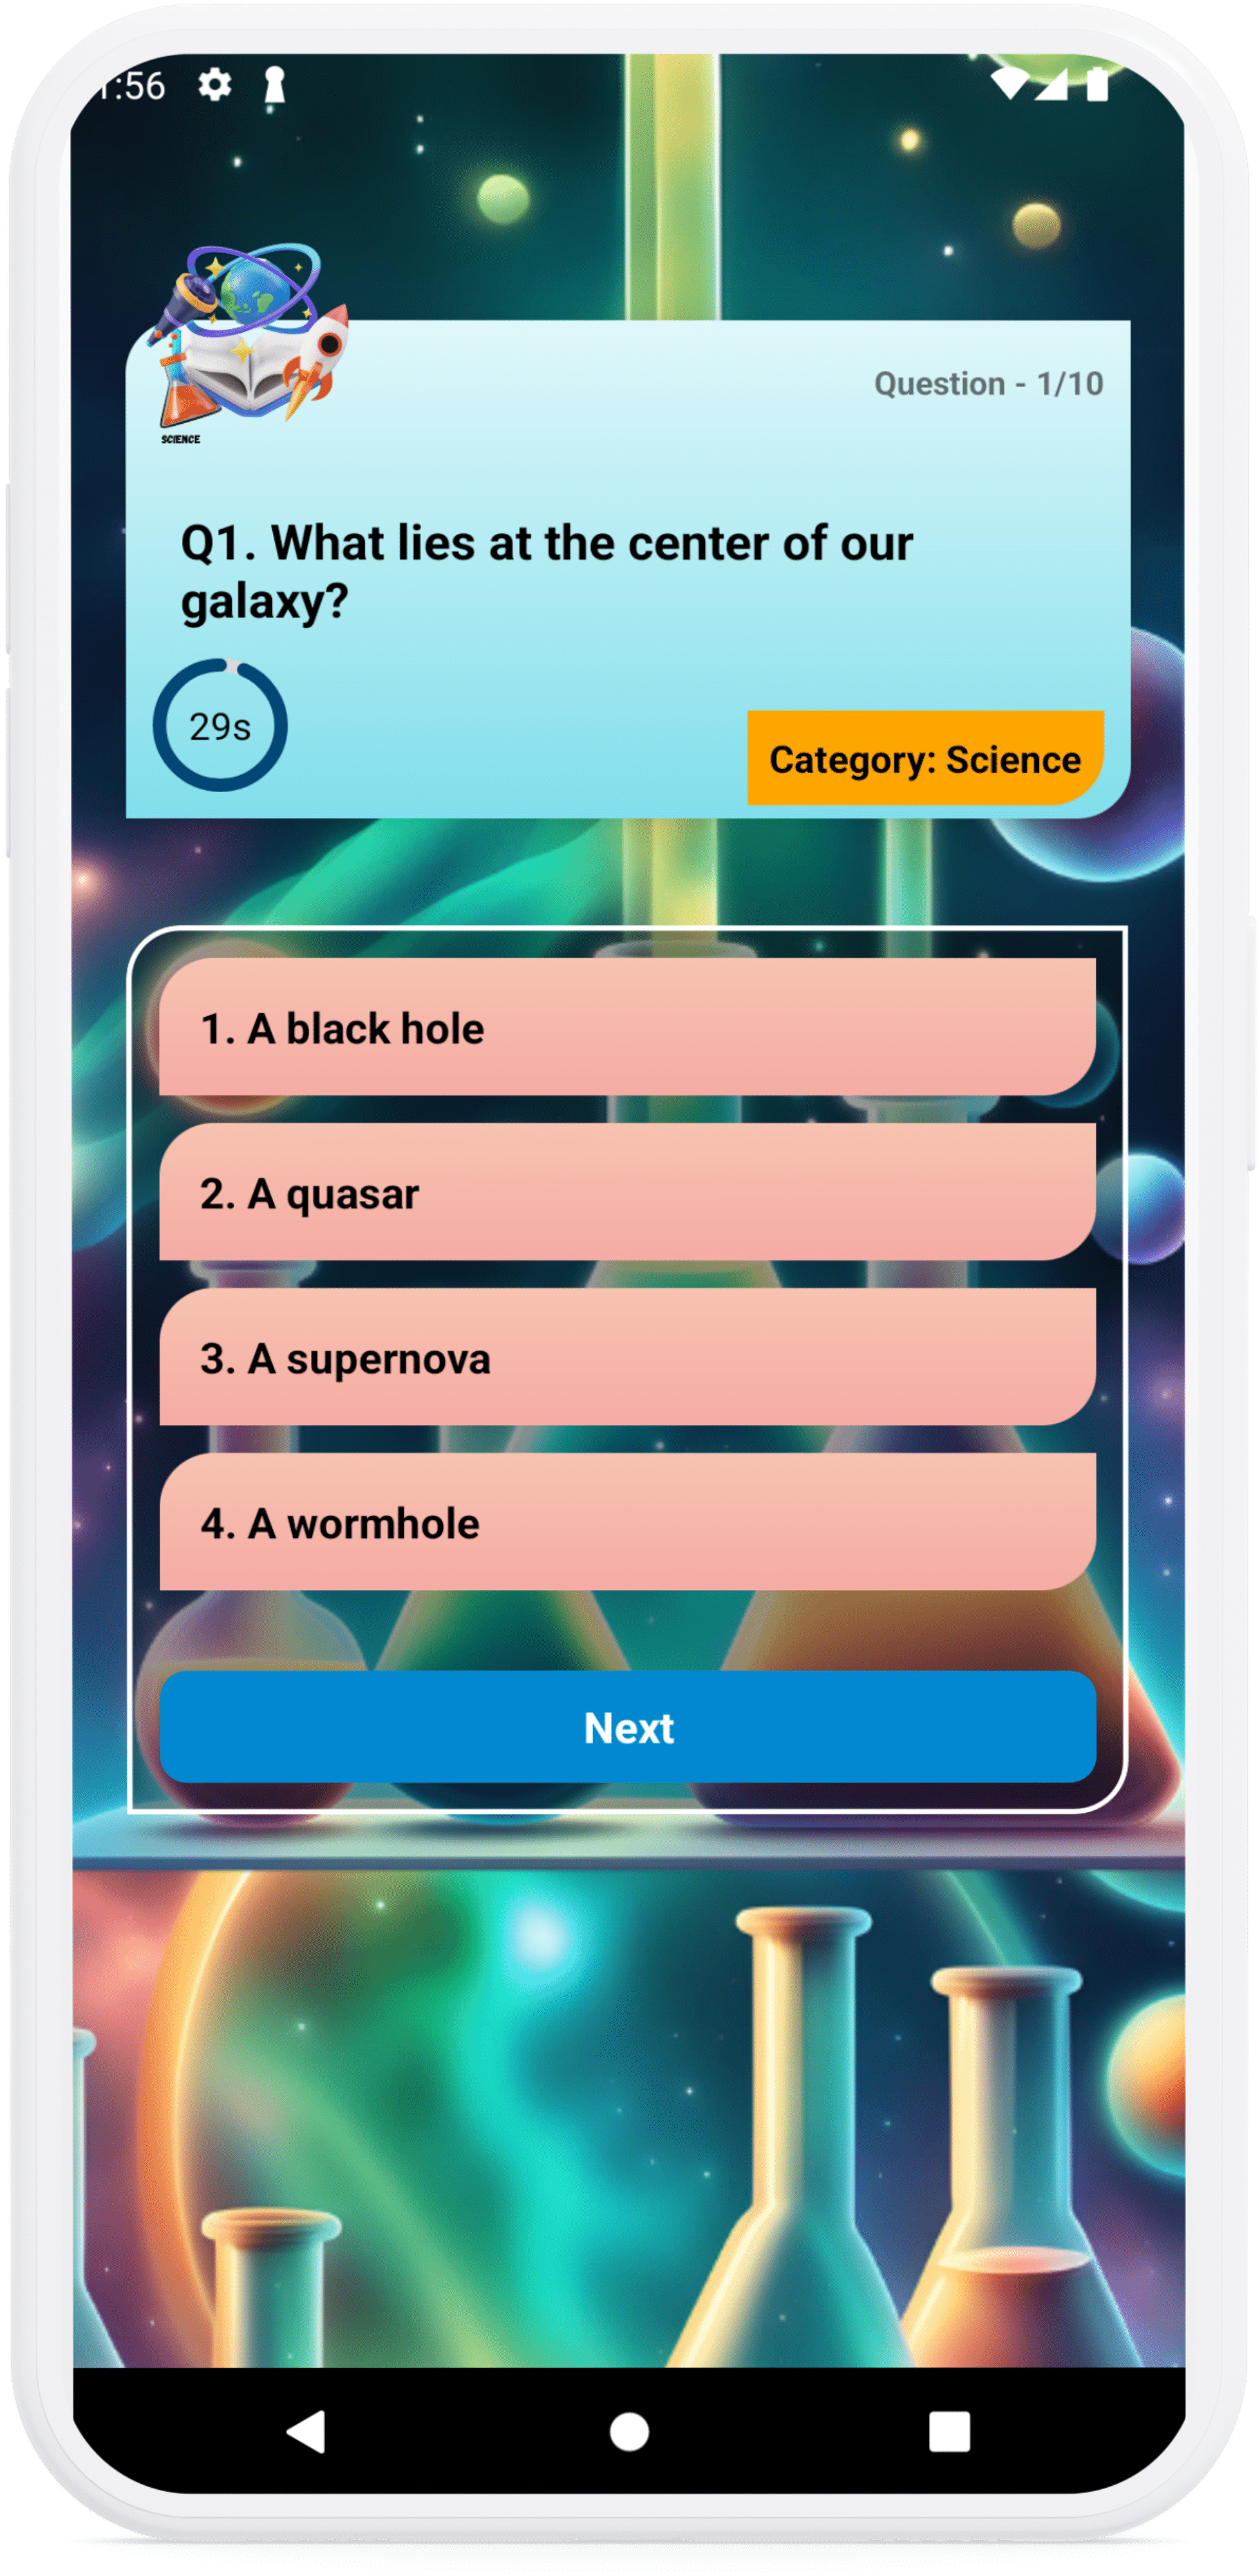 :56
SCIENCE
Question - 1/10
Q1. What lies at the center of our
galaxy?
29s
Category: Science
1. A black hole
2. A quasar
3. A supernova
4. A wormhole
Next